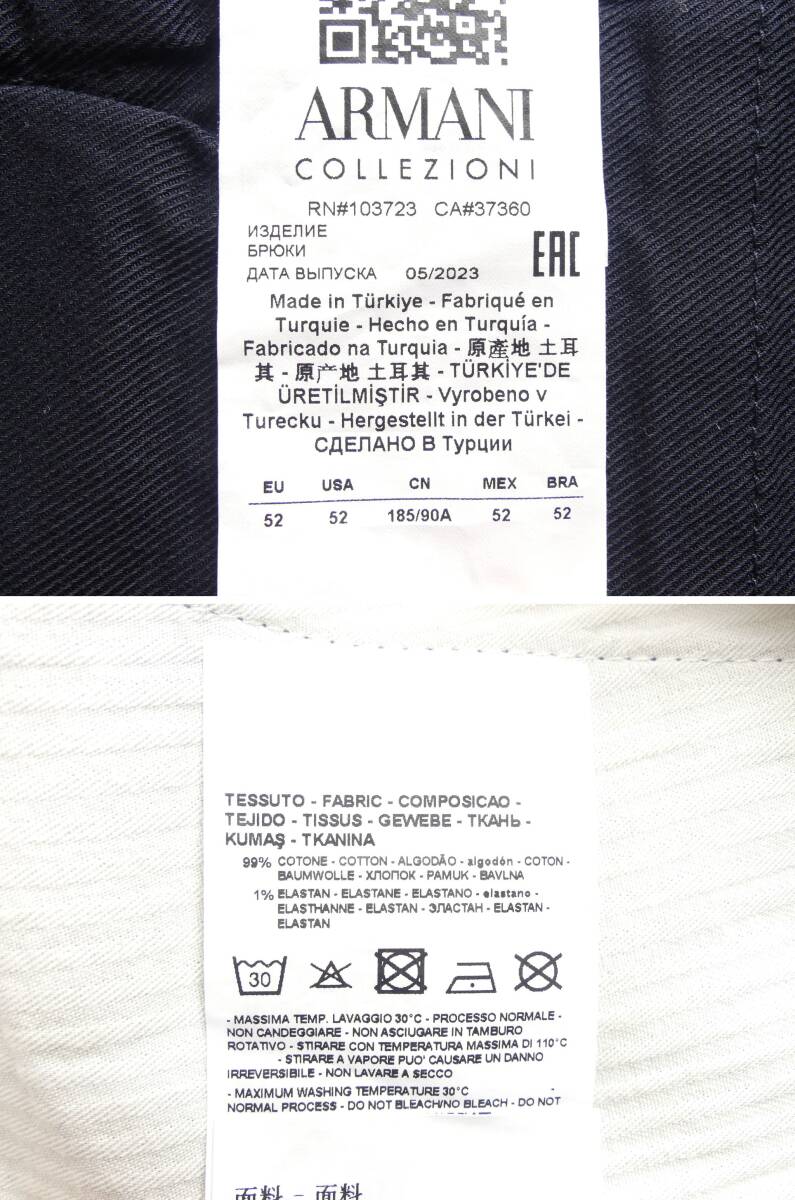 ARMANI
COLLEZIONI
RN#103723 CA#37360
ИЗДЕЛИЕ
БРЮКИ
ДАТА ВЫПУСКА 05/2023
EAC
Made in Türkiye - Fabriqué en
Turquie - Hecho en Turquía -
Fabricado na Turquia - 原產地 土耳
其 - 原产地 土耳其 - TÜRKİYE'DE
ÜRETİLMİŞTİR - Vyrobeno v
Turecku - Hergestellt in der Türkei -
СДЕЛАНО В Турции
EU USA CN MEX BRA
52 52 185/90A 52 52
TESSUTO - FABRIC - COMPOSICAO -
TEJIDO - TISSUS - GEWEBE - ТКАНЬ -
KUMAŞ - TKANINA
99% COTONE - COTTON - ALGODÃO - algodón - COTON -
BAUMWOLLE - ХЛОПОК - PAMUK - BAVLNA
1% ELASTAN - ELASTANE - ELASTANO - elastano -
ELASTHANNE - ELASTAN - ЭЛАСТАН - ELASTAN -
ELASTAN
30
- MASSIMA TEMP. LAVAGGIO 30°C - PROCESSO NORMALE -
NON CANDEGGIARE - NON ASCIUGARE IN TAMBURO
ROTATIVO - STIRARE CON TEMPERATURA MASSIMA DI 110°C
- STIRARE A VAPORE PUO' CAUSARE UN DANNO
IRREVERSIBILE - NON LAVARE A SECCO
- MAXIMUM WASHING TEMPERATURE 30°C -
NORMAL PROCESS - DO NOT BLEACH/NO BLEACH - DO NOT
面料 - 面料